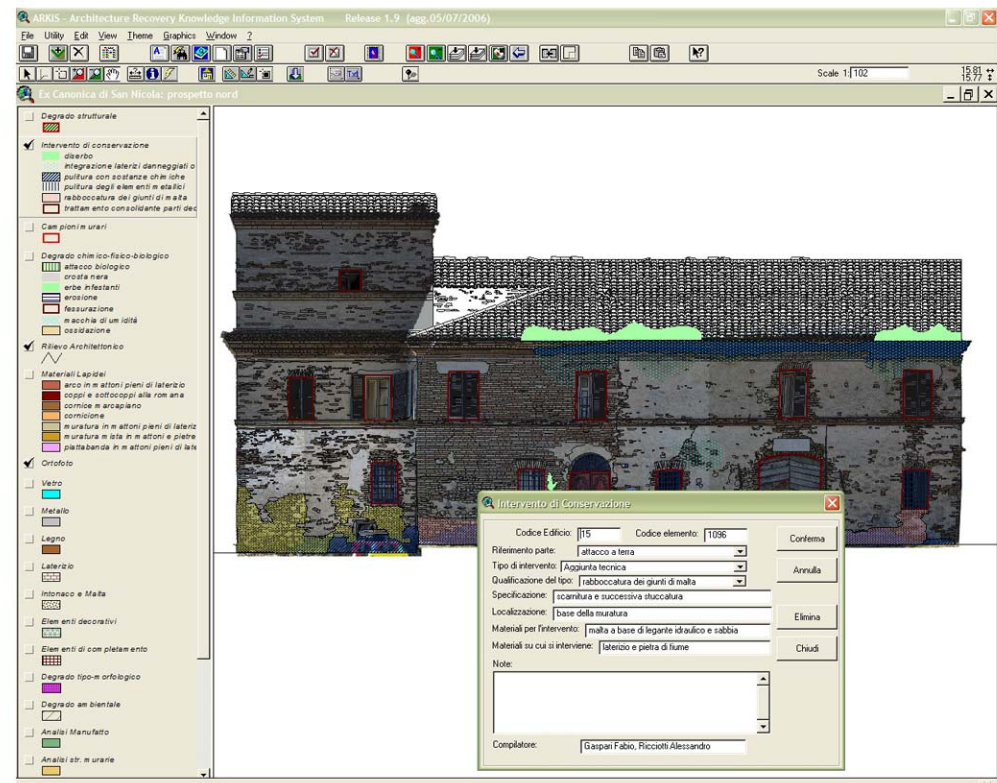 ARKIS - Architecture Recovery Knowledge Information System Release 1.9 (agg.05/07/2006)
File Utility Edit View Theme Graphics Window ?
Scale 1: 102
15.81
15.77
Ex Canonica di San Nicola: prospetto nord
Degrado strutturale
Intervento di conservazione
diserbo
integrazione laterizi danneggiati o
pulitura con sostanze chimiche
pulitura degli elementi metallici
rabboccatura dei giunti di malta
trattamento consolidante parti dec
Campioni murari
Degrado chimico-fisico-biologico
attacco biologico
crosta nera
erbe infestanti
erosione
fessurazione
macchia di umidità
ossidazione
Rilievo Architettonico
Materiali Lapidei
arco in mattoni pieni di laterizio
coppi e sottocoppi alla romana
cornice marcapiano
cornicione
muratura in mattoni pieni di lateriz
muratura mista in mattoni e pietre
piattabanda in mattoni pieni di late
Ortofoto
Vetro
Metallo
Legno
Laterizio
Intonaco e Malta
Elementi decorativi
Elementi di completamento
Degrado tipo-morfologico
Degrado ambientale
Analisi Manufatto
Analisi str. murarie
Intervento di Conservazione
Codice Edificio: 15 Codice elemento: 1096
Conferma
Riferimento parte: attacco a terra
Tipo di intervento: Aggiunta tecnica
Annulla
Qualificazione del tipo: rabboccatura dei giunti di malta
Specificazione: scarnitura e successiva stuccatura
Localizzazione: base della muratura
Elimina
Materiali per l'intervento: malta a base di legante idraulico e sabbia
Materiali su cui si interviene: laterizio e pietra di fiume
Chiudi
Note:
Compilatore: Gaspari Fabio, Ricciotti Alessandro